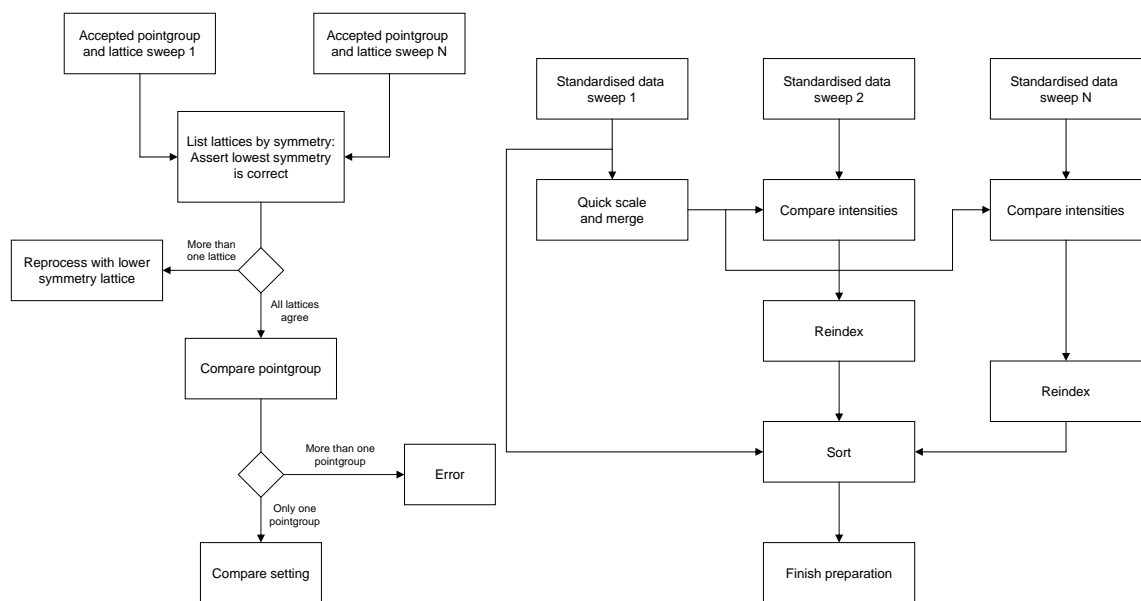 Accepted pointgroup
and lattice sweep 1
Accepted pointgroup
and lattice sweep N
List lattices by symmetry:
Assert lowest symmetry
is correct
More than
one lattice
Reprocess with lower
symmetry lattice
All lattices
agree
Compare pointgroup
More than one
pointgroup
Error
Only one
pointgroup
Compare setting
Standardised data
sweep 1
Standardised data
sweep 2
Standardised data
sweep N
Quick scale
and merge
Compare intensities
Compare intensities
Reindex
Reindex
Sort
Finish preparation